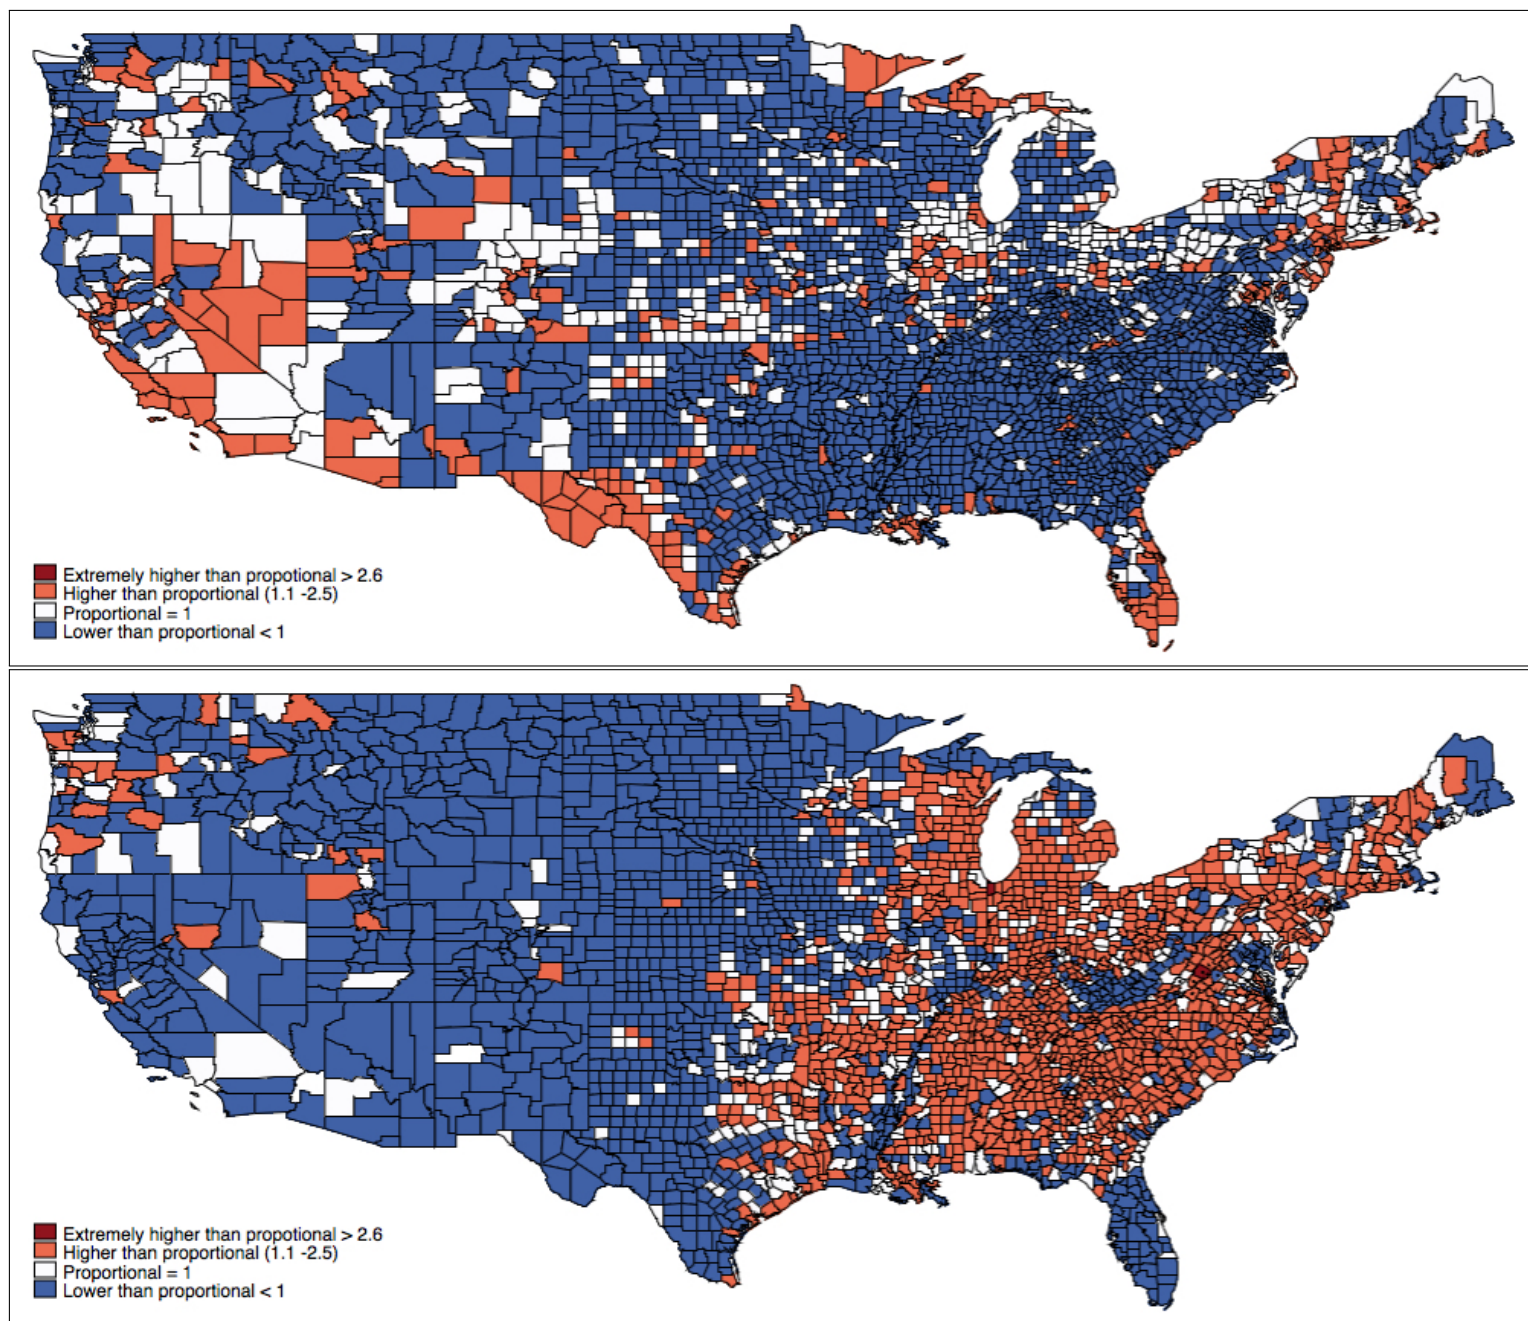 Extremely higher than propotional > 2.6
Higher than proportional (1.1 -2.5)
Proportional = 1
Lower than proportional < 1
Extremely higher than propotional > 2.6
Higher than proportional (1.1 -2.5)
Proportional = 1
Lower than proportional < 1